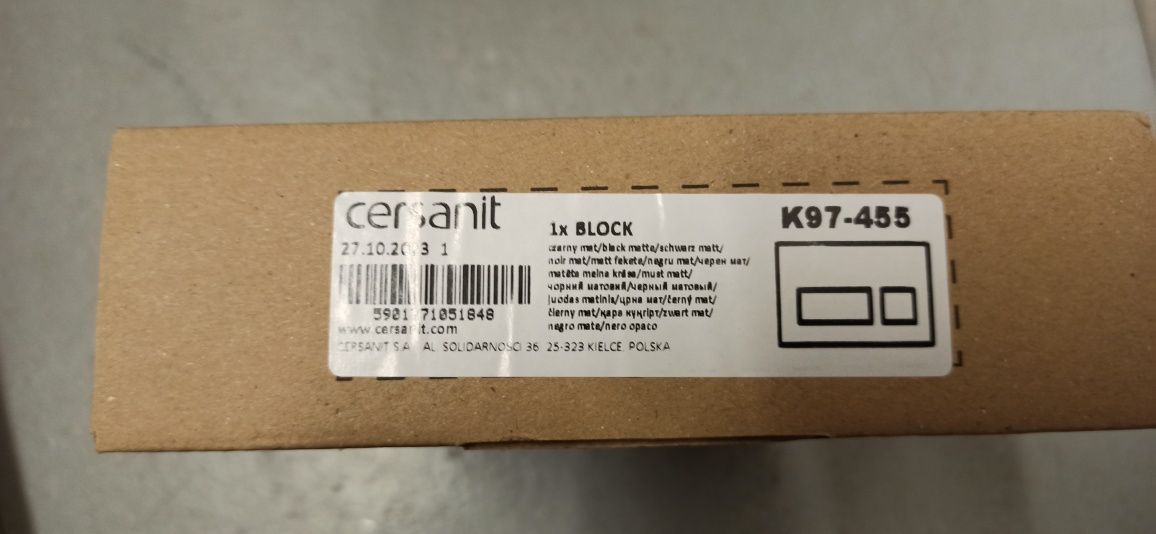 cersanit
27.10.2023 1
5901771051848
www.cersanit.com
CERSANIT S.A. AL. SOLIDARNOŚCI 36 25-323 KIELCE, POLSKA
1x BLOCK
czarny mat/black matte/schwarz matt/
noir mat/matt fekete/negru mat/черен мат/
matēta melna krāsa/must matt/
чорний матовий/черный матовый/
juodas matinis/црна мат/černý mat/
čierny mat/қара күңгірт/zwart mat/
negro mate/nero opaco
K97-455